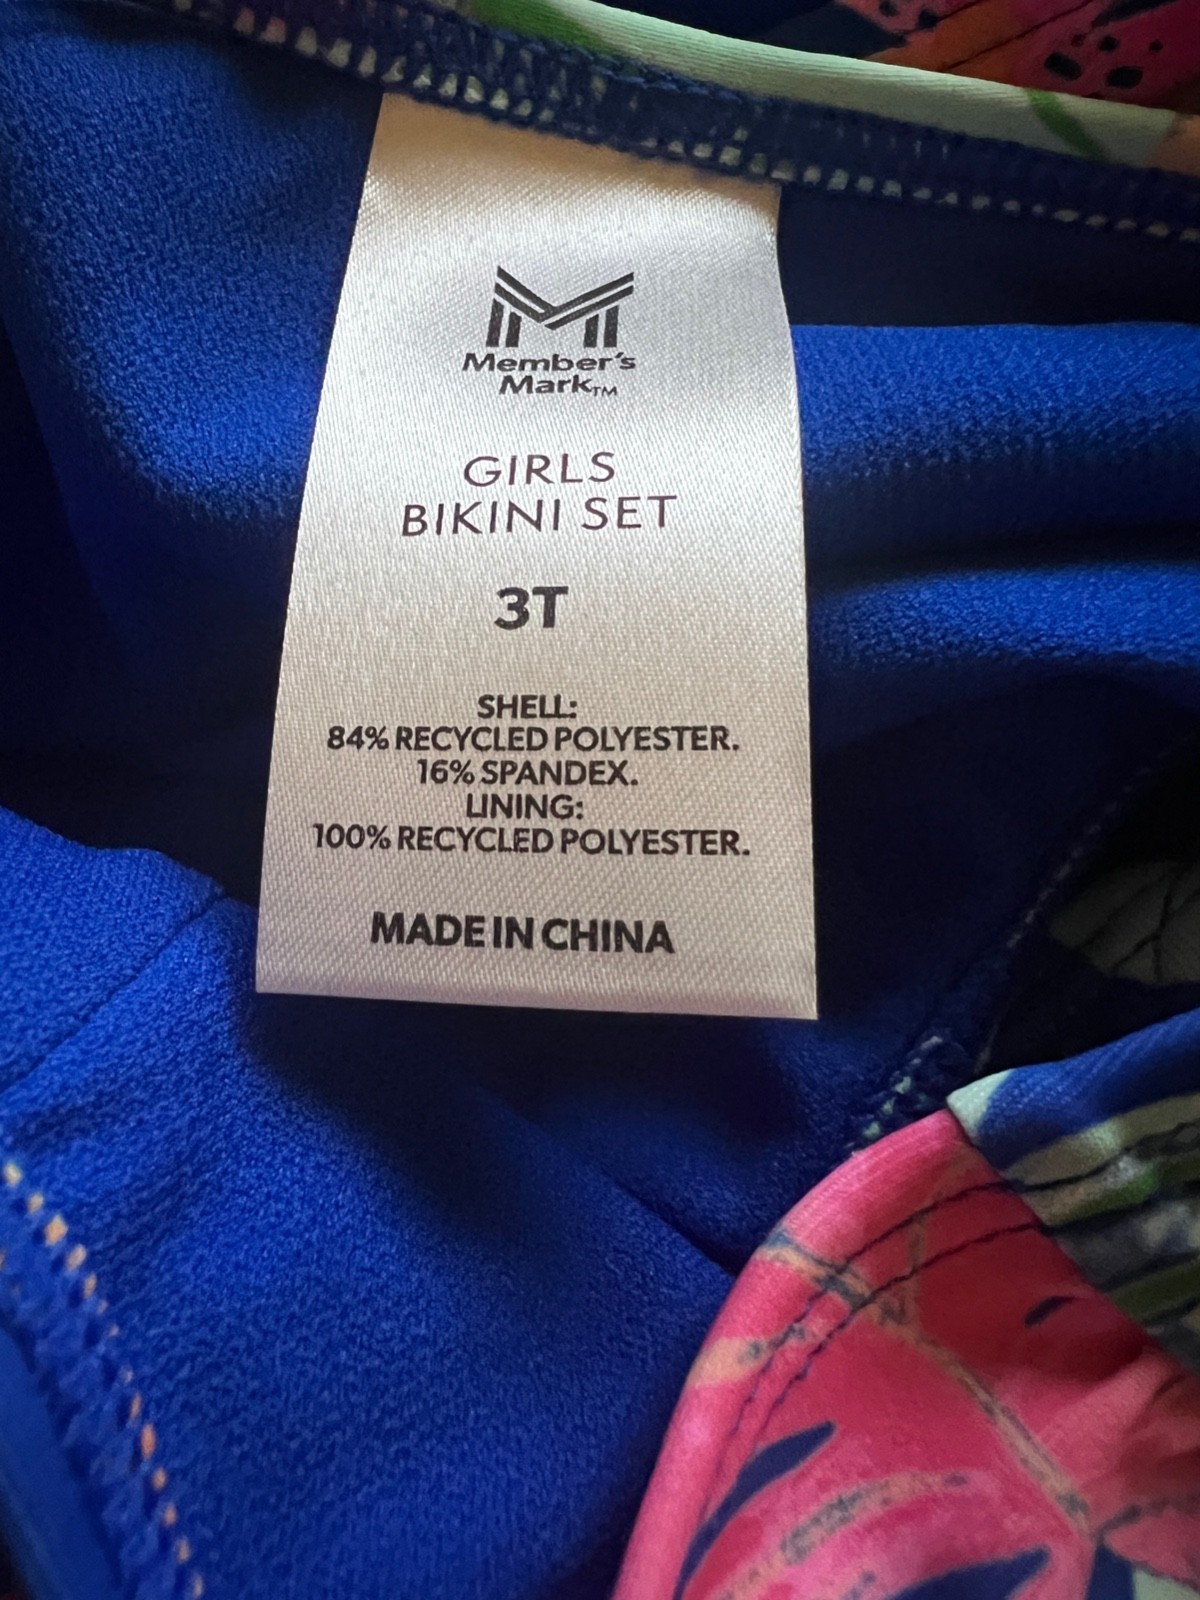 Member's
Mark™
GIRLS
BIKINI SET
3T
SHELL:
84% RECYCLED POLYESTER.
16% SPANDEX.
LINING:
100% RECYCLED POLYESTER.
MADE IN CHINA